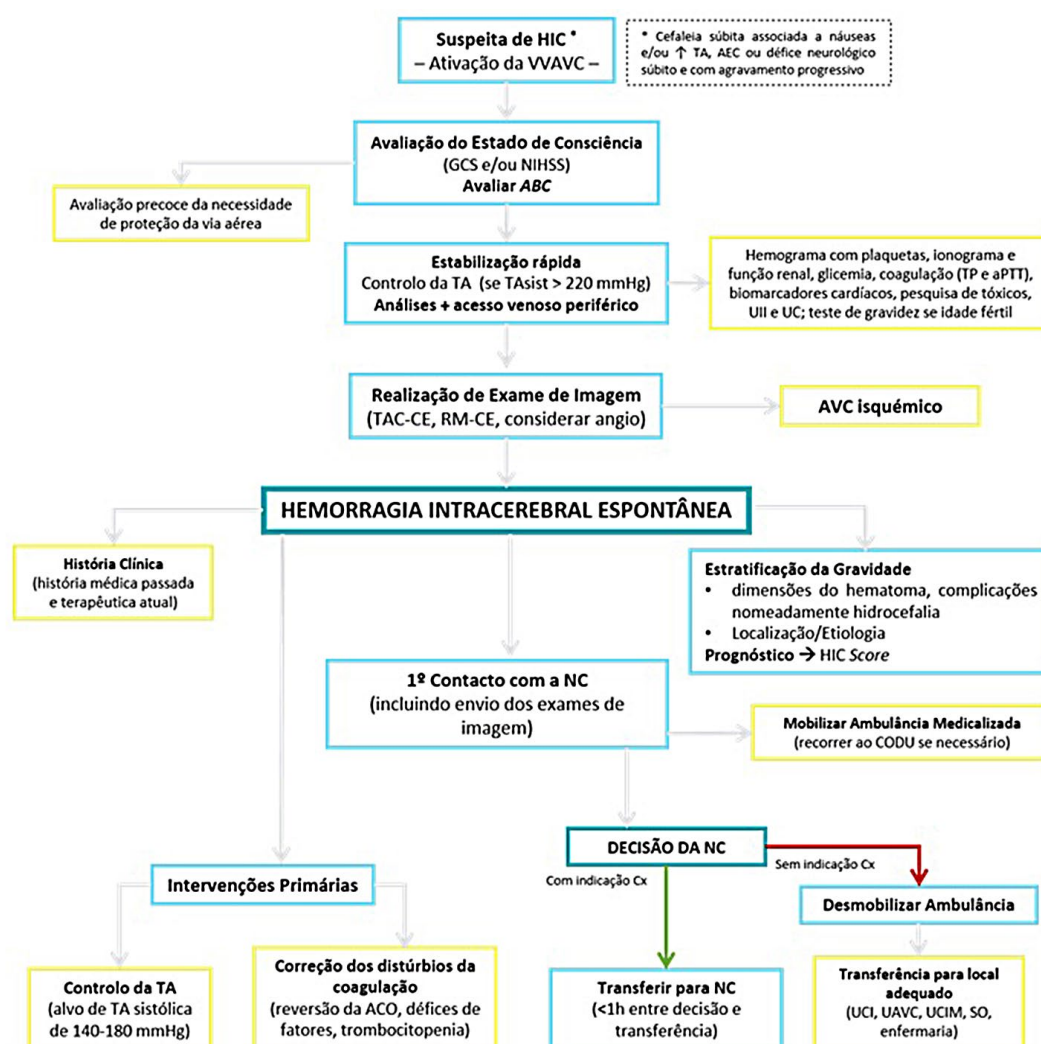 Suspeita de HIC *
– Ativação da VVAVC –
* Cefaleia súbita associada a náuseas
e/ou ↑ TA, AEC ou défice neurológico
súbito e com agravamento progressivo
Avaliação do Estado de Consciência
(GCS e/ou NIHSS)
Avaliar ABC
Avaliação precoce da necessidade
de proteção da via aérea
Estabilização rápida
Controlo da TA (se TAsist > 220 mmHg)
Análises + acesso venoso periférico
Hemograma com plaquetas, ionograma e
função renal, glicemia, coagulação (TP e aPTT),
biomarcadores cardíacos, pesquisa de tóxicos,
UII e UC; teste de gravidez se idade fértil
Realização de Exame de Imagem
(TAC-CE, RM-CE, considerar angio)
AVC isquémico
HEMORRAGIA INTRACEREBRAL ESPONTÂNEA
História Clínica
(história médica passada
e terapêutica atual)
Estratificação da Gravidade
• dimensões do hematoma, complicações
nomeadamente hidrocefalia
• Localização/Etiologia
Prognóstico → HIC Score
1º Contacto com a NC
(incluindo envio dos exames de
imagem)
Mobilizar Ambulância Medicalizada
(recorrer ao CODU se necessário)
DECISÃO DA NC
Com indicação Cx
Sem indicação Cx
Intervenções Primárias
Desmobilizar Ambulância
Controlo da TA
(alvo de TA sistólica
de 140-180 mmHg)
Correção dos distúrbios da
coagulação
(reversão da ACO, défices de
fatores, trombocitopenia)
Transferir para NC
(<1h entre decisão e
transferência)
Transferência para local
adequado
(UCI, UAVC, UCIM, SO,
enfermaria)